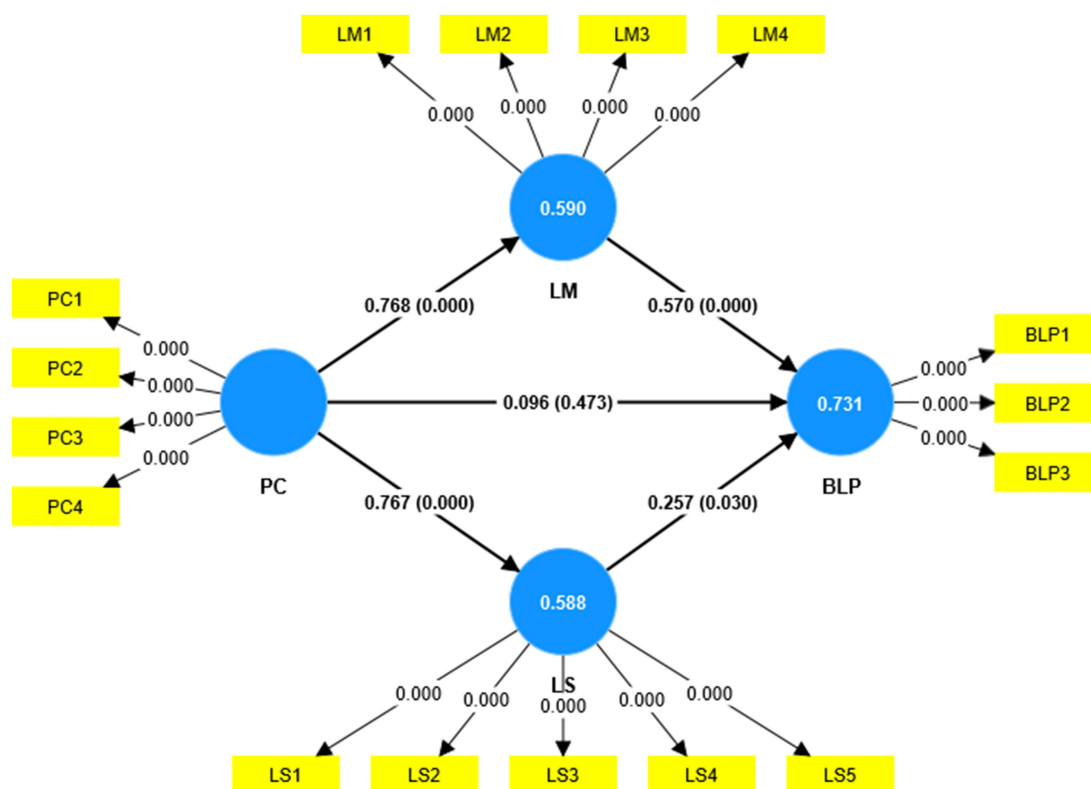 LM1 LM2 LM3 LM4
0.000 0.000 0.000 0.000
0.590
LM
PC1
PC2
PC3
PC4
0.000
0.000
0.000
0.000
PC
0.768 (0.000)
0.570 (0.000)
0.096 (0.473)
0.767 (0.000)
0.257 (0.030)
0.731
BLP
0.000
0.000
0.000
BLP1
BLP2
BLP3
0.588
LS
0.000 0.000 0.000 0.000 0.000
LS1 LS2 LS3 LS4 LS5